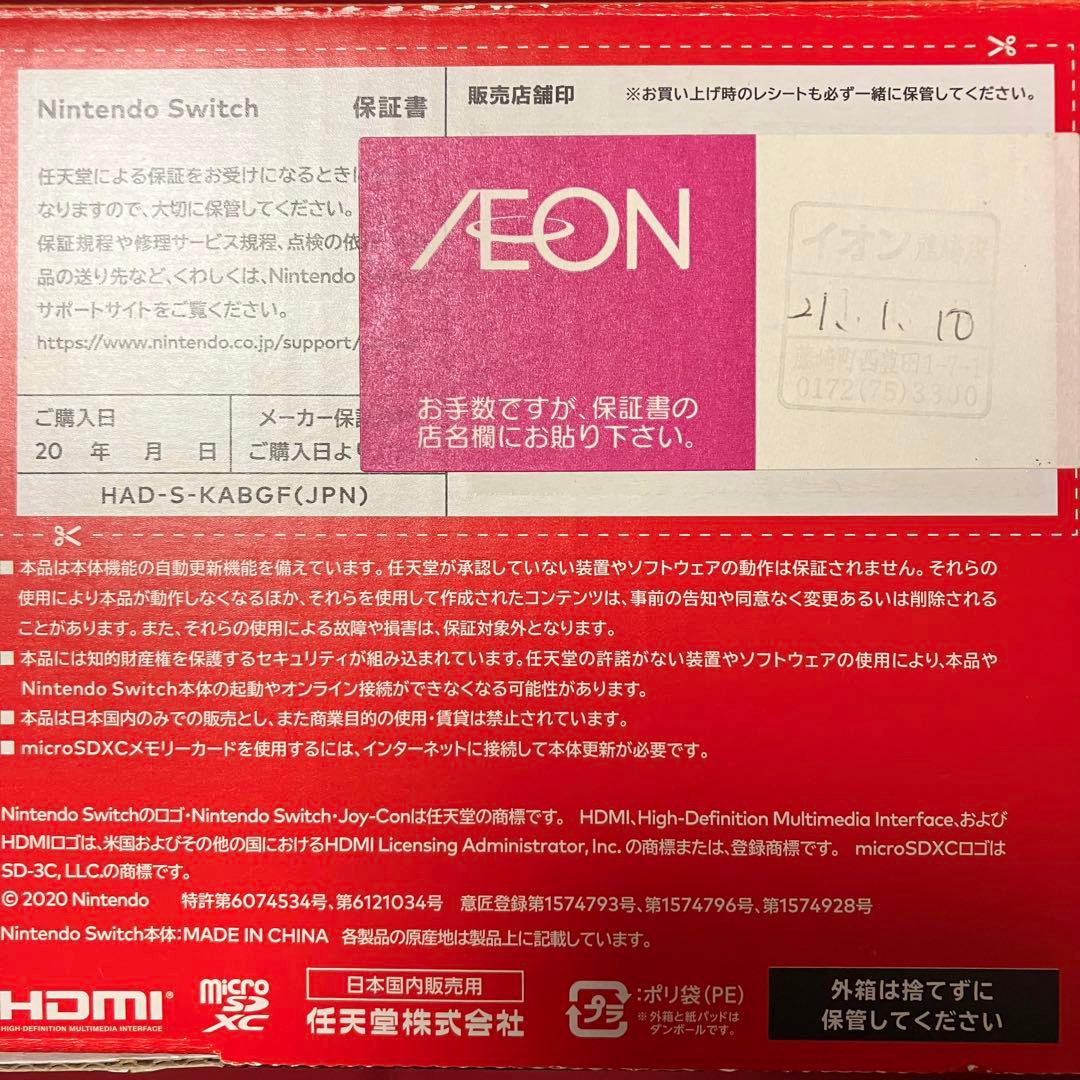 Nintendo Switch 保証書
販売店舗印 ※お買い上げ時のレシートも必ず一緒に保管してください。
任天堂による保証をお受けになるときに
なりますので、大切に保管してください。
保証規程や修理サービス規程、点検の依
品の送り先など、くわしくは、Nintendo
サポートサイトをご覧ください。
https://www.nintendo.co.jp/support/
ご購入日 メーカー保証
20 年 月 日 ご購入日より
HAD-S-KABGF(JPN)
ÆON
お手数ですが、保証書の
店名欄にお貼り下さい。
イオン
21、1、10
藤崎町西豊田1-7-1
0172(75)3300
■ 本品は本体機能の自動更新機能を備えています。任天堂が承認していない装置やソフトウェアの動作は保証されません。それらの
使用により本品が動作しなくなるほか、それらを使用して作成されたコンテンツは、事前の告知や同意なく変更あるいは削除される
ことがあります。また、それらの使用による故障や損害は、保証対象外となります。
■ 本品には知的財産権を保護するセキュリティが組み込まれています。任天堂の許諾がない装置やソフトウェアの使用により、本品や
Nintendo Switch本体の起動やオンライン接続ができなくなる可能性があります。
■ 本品は日本国内のみでの販売とし、また商業目的の使用・賃貸は禁止されています。
■ microSDXCメモリーカードを使用するには、インターネットに接続して本体更新が必要です。
Nintendo Switchのロゴ・Nintendo Switch・Joy-Conは任天堂の商標です。 HDMI、High-Definition Multimedia Interface、および
HDMIロゴは、米国およびその他の国におけるHDMI Licensing Administrator, Inc. の商標または、登録商標です。 microSDXCロゴは
SD-3C, LLC.の商標です。
© 2020 Nintendo 特許第6074534号、第6121034号 意匠登録第1574793号、第1574796号、第1574928号
Nintendo Switch本体：MADE IN CHINA 各製品の原産地は製品上に記載しています。
HDMI®
HIGH-DEFINITION MULTIMEDIA INTERFACE
micro
SD
XC
日本国内販売用
任天堂株式会社
プラ
：ポリ袋(PE)
※外箱と紙パッドは
ダンボールです。
外箱は捨てずに
保管してください